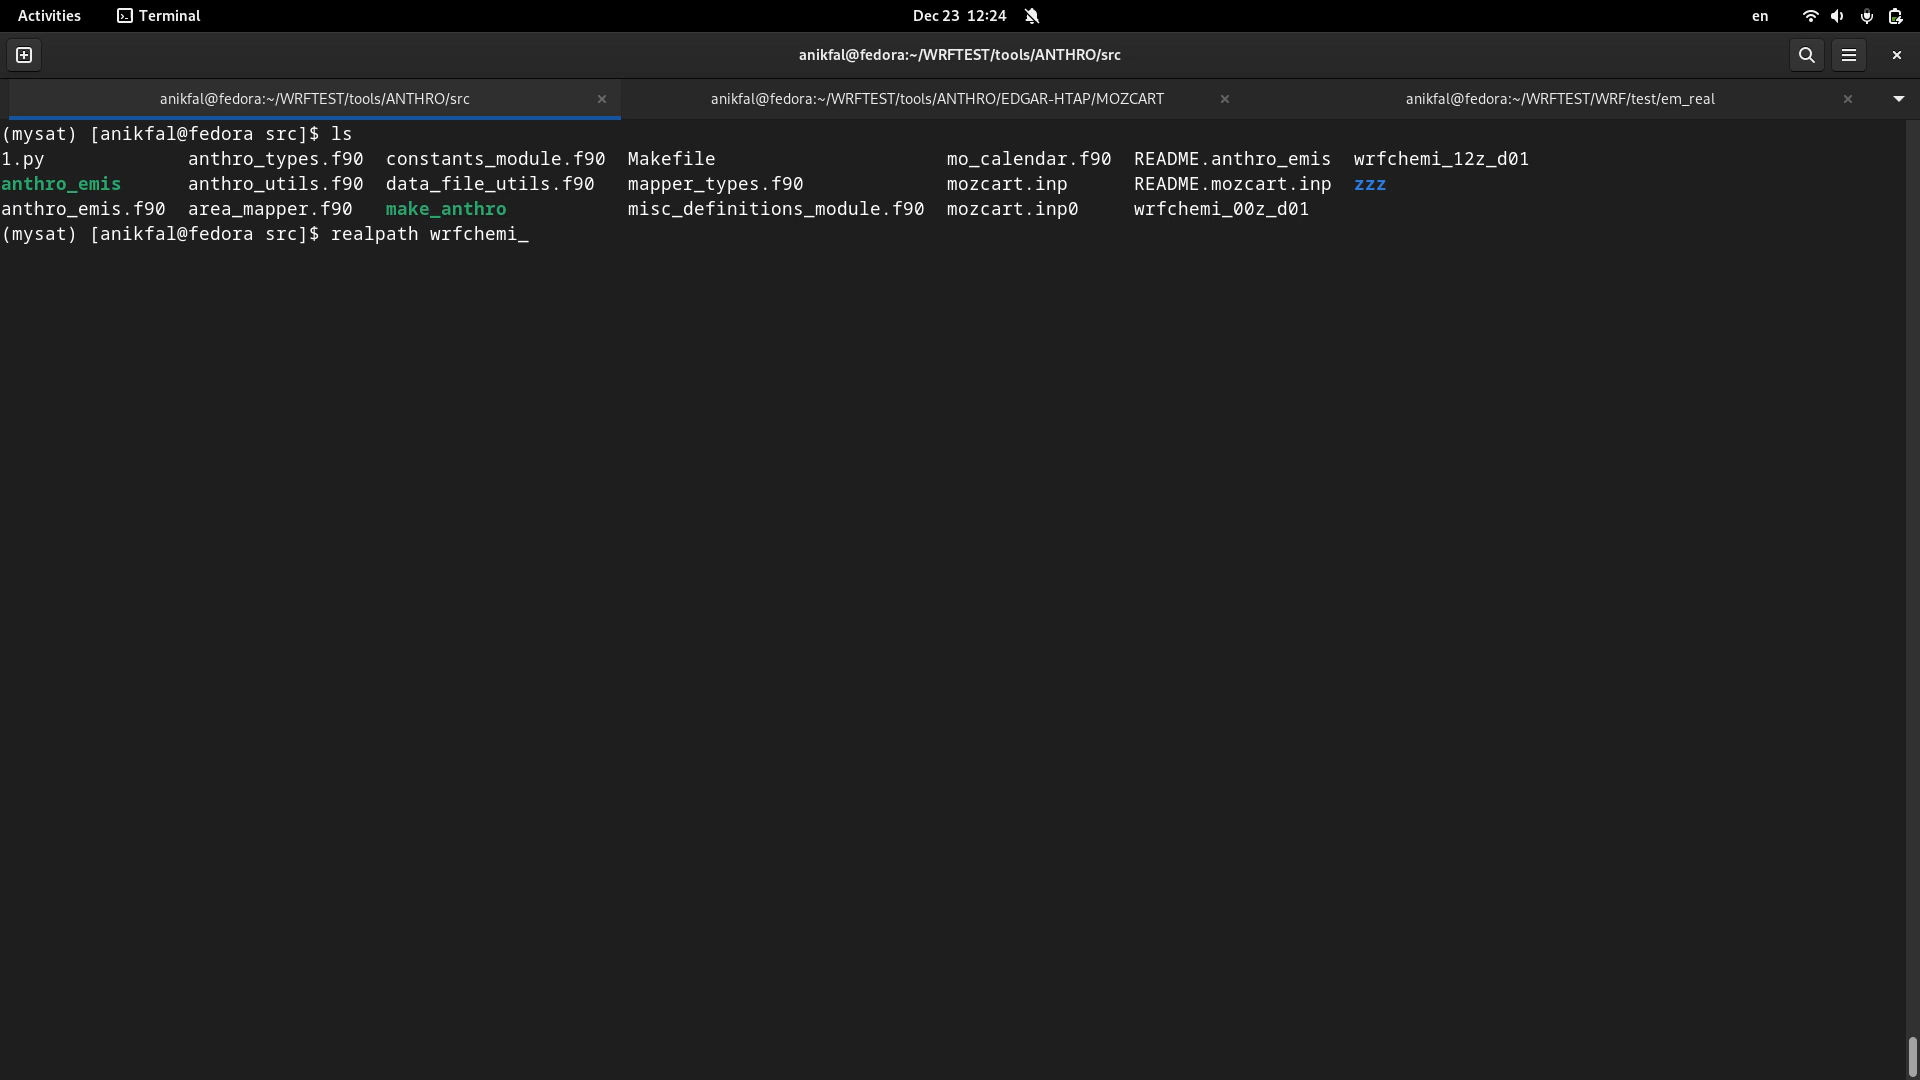 Activities Terminal Dec 23 12:24 en
anikfal@fedora:~/WRFTEST/tools/ANTHRO/src
anikfal@fedora:~/WRFTEST/tools/ANTHRO/src anikfal@fedora:~/WRFTEST/tools/ANTHRO/EDGAR-HTAP/MOZCART anikfal@fedora:~/WRFTEST/WRF/test/em_real
(mysat) [anikfal@fedora src]$ ls
1.py anthro_types.f90 constants_module.f90 Makefile mo_calendar.f90 README.anthro_emis wrfchemi_12z_d01
anthro_emis anthro_utils.f90 data_file_utils.f90 mapper_types.f90 mozcart.inp README.mozcart.inp zzz
anthro_emis.f90 area_mapper.f90 make_anthro misc_definitions_module.f90 mozcart.inp0 wrfchemi_00z_d01
(mysat) [anikfal@fedora src]$ realpath wrfchemi_